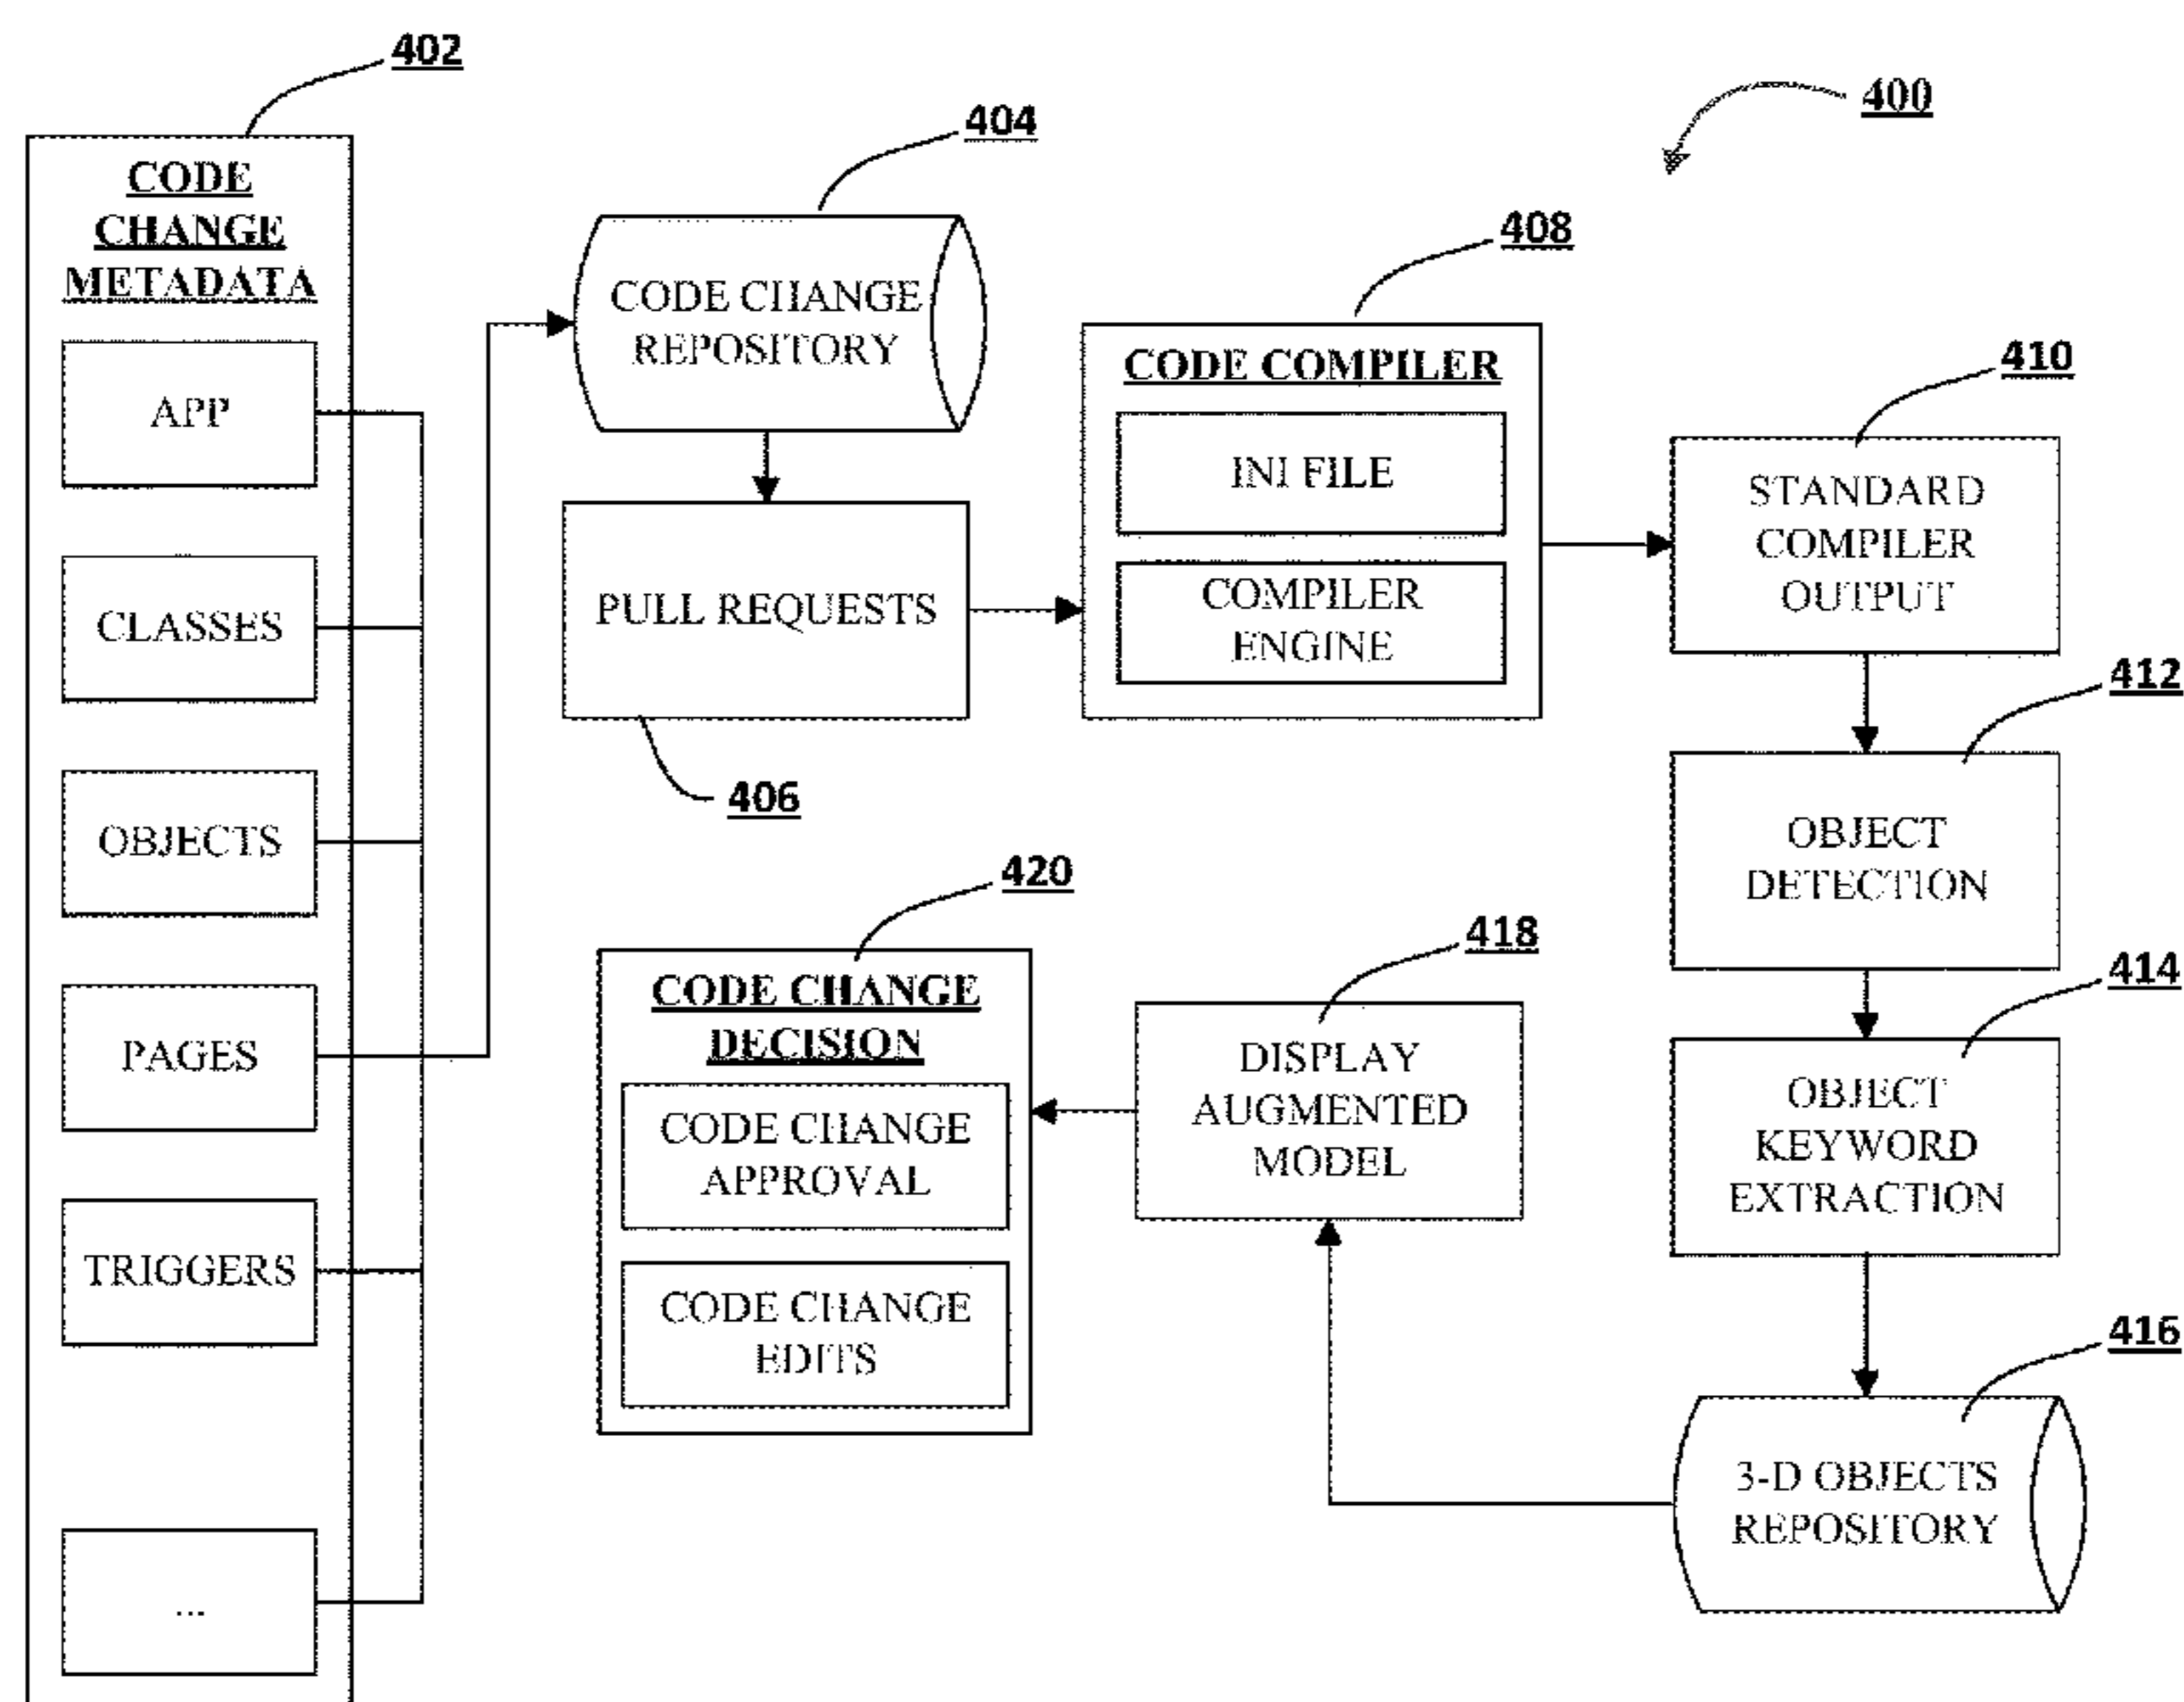 402
CODE
CHANGE
METADATA
APP
CLASSES
OBJECTS
PAGES
TRIGGERS
...
404
CODE CHANGE
REPOSITORY
PULL REQUESTS
406
400
408
CODE COMPILER
INI FILE
COMPILER
ENGINE
410
STANDARD
COMPILER
OUTPUT
412
OBJECT
DETECTION
414
OBJECT
KEYWORD
EXTRACTION
416
3-D OBJECTS
REPOSITORY
418
DISPLAY
AUGMENTED
MODEL
420
CODE CHANGE
DECISION
CODE CHANGE
APPROVAL
CODE CHANGE
EDITS